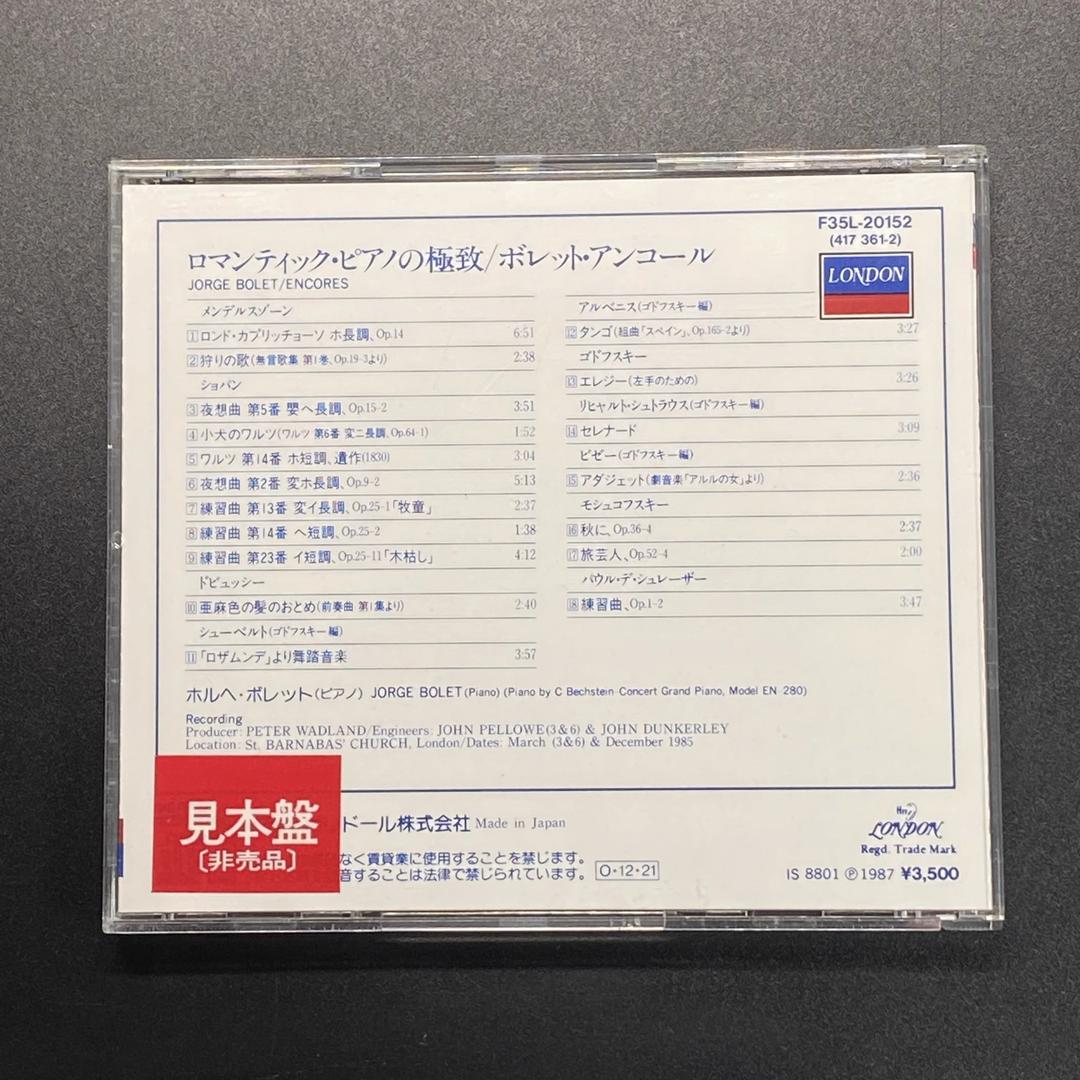 F35L-20152
(417 361-2)
LONDON
ロマンティック・ピアノの極致/ボレット・アンコール
JORGE BOLET/ENCORES
メンデルスゾーン
1 ロンド・カプリッチョーソ ホ長調、Op.14 6:51
2 狩りの歌(無言歌集 第1巻、Op.19-3より) 2:38
ショパン
3 夜想曲 第5番 嬰ヘ長調、Op.15-2 3:51
4 小犬のワルツ(ワルツ 第6番 変ニ長調、Op.64-1) 1:52
5 ワルツ 第14番 ホ短調、遺作(1830) 3:04
6 夜想曲 第2番 変ホ長調、Op.9-2 5:13
7 練習曲 第13番 変イ長調、Op.25-1「牧童」 2:37
8 練習曲 第14番 ヘ短調、Op.25-2 1:38
9 練習曲 第23番 イ短調、Op.25-11「木枯し」 4:12
ドビュッシー
10 亜麻色の髪のおとめ(前奏曲 第1集より) 2:40
シューベルト(ゴドフスキー編)
11 「ロザムンデ」より舞踏音楽 3:57
アルベニス(ゴドフスキー編)
12 タンゴ(組曲「スペイン」、Op.165-2より) 3:27
ゴドフスキー
13 エレジー(左手のための) 3:26
リヒャルト・シュトラウス(ゴドフスキー編)
14 セレナード 3:09
ビゼー(ゴドフスキー編)
15 アダジェット(劇音楽「アルルの女」より) 2:36
モシュコフスキー
16 秋に、Op.36-4 2:37
17 旅芸人、Op.52-4 2:00
パウル・デ・シュレーザー
18 練習曲、Op.1-2 3:47
ホルヘ・ボレット(ピアノ) JORGE BOLET(Piano) (Piano by C Bechstein-Concert Grand Piano, Model EN 280)
Recording
Producer: PETER WADLAND/Engineers: JOHN PELLOWE(3&6) & JOHN DUNKERLEY
Location: St. BARNABAS' CHURCH, London/Dates: March (3&6) & December 1985
見本盤
〔非売品〕
ドール株式会社 Made in Japan
なく賃貸業に使用することを禁じます。
音することは法律で禁じられています。 O・12・21
LONDON
Regd. Trade Mark
IS 8801 ℗1987 ¥3,500